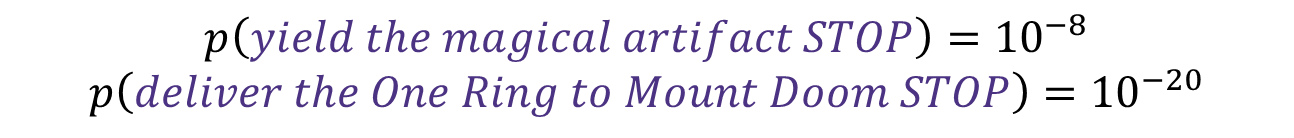 p(yield the magical artifact STOP) = 10⁻⁸
p(deliver the One Ring to Mount Doom STOP) = 10⁻²⁰